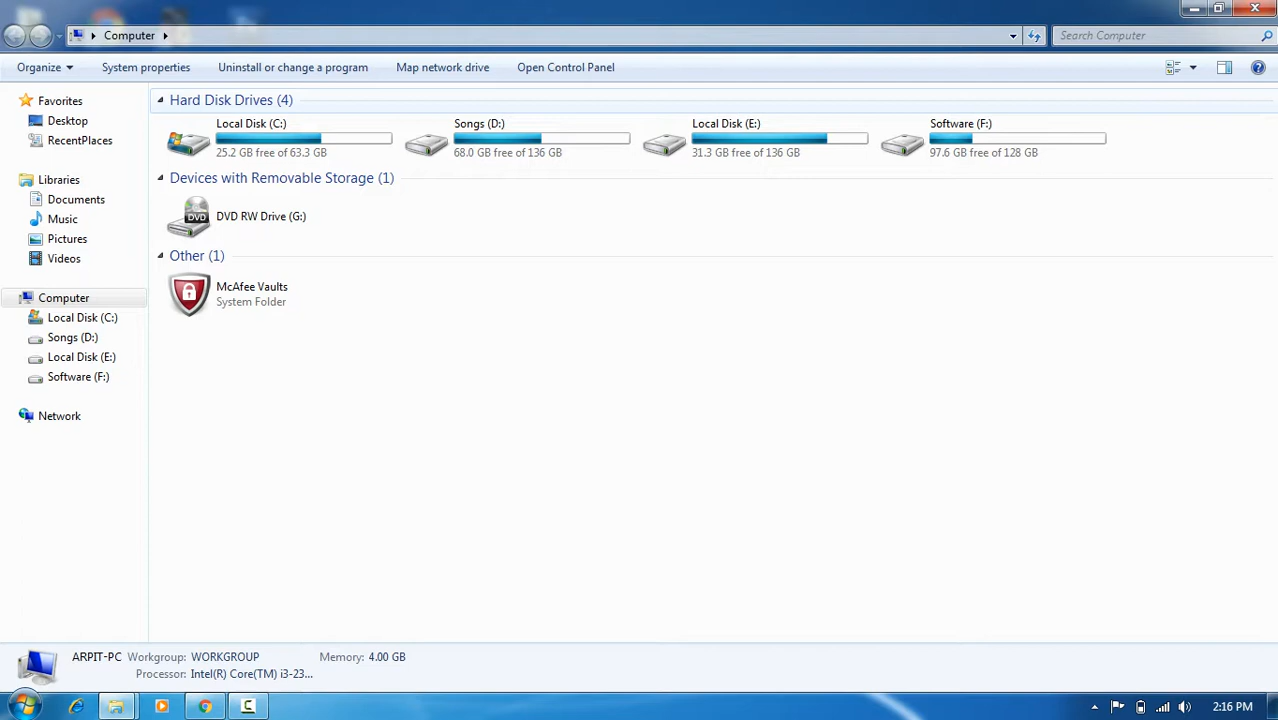 Computer
Search Computer
Organize
System properties
Uninstall or change a program
Map network drive
Open Control Panel
Favorites
Desktop
RecentPlaces
Libraries
Documents
Music
Pictures
Videos
Computer
Local Disk (C:)
Songs (D:)
Local Disk (E:)
Software (F:)
Network
Hard Disk Drives (4)
Local Disk (C:)
25.2 GB free of 63.3 GB
Songs (D:)
68.0 GB free of 136 GB
Local Disk (E:)
31.3 GB free of 136 GB
Software (F:)
97.6 GB free of 128 GB
Devices with Removable Storage (1)
DVD
DVD RW Drive (G:)
Other (1)
McAfee Vaults
System Folder
ARPIT-PC Workgroup: WORKGROUP Memory: 4.00 GB
Processor: Intel(R) Core(TM) i3-23...
2:16 PM